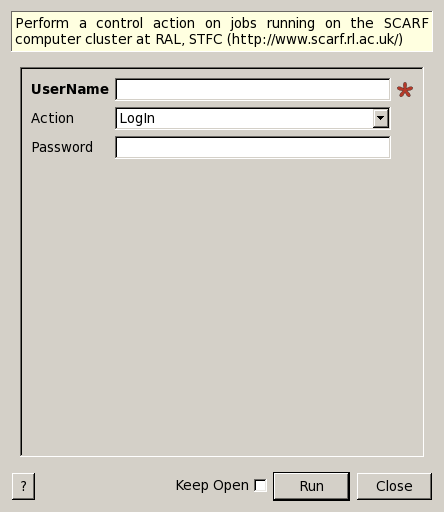 Perform a control action on jobs running on the SCARF
computer cluster at RAL, STFC (http://www.scarf.rl.ac.uk/)
UserName
Action LogIn
Password
? Keep Open Run Close